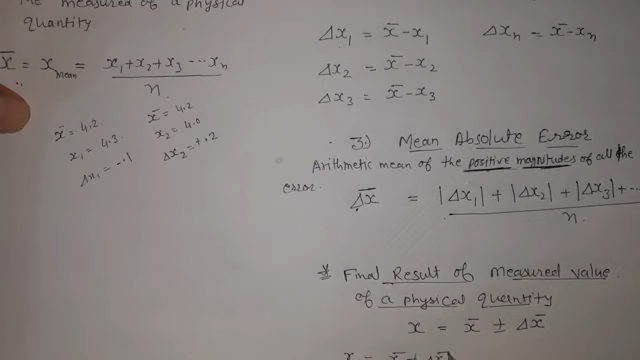 the measured of a physical
quantity
x̄ = x_mean = (x₁+x₂+x₃ ---xₙ)/n
x̄ = 4.2
x₁ = 4.3
Δx₁ = -.1
x̄ = 4.2
x₂ = 4.0
Δx₂ = +.2
Δx₁ = x̄-x₁
Δxₙ = x̄-xₙ
Δx₂ = x̄-x₂
Δx₃ = x̄-x₃
3.) Mean Absolute Error
Arithmetic mean of the positive magnitudes of all the
error.
Δx̄ = (|Δx₁| + |Δx₂| + |Δx₃| + --)/n
* Final Result of Measured value
of a physical quantity
x = x̄ ± Δx̄
x = x̄ ± Δx̄